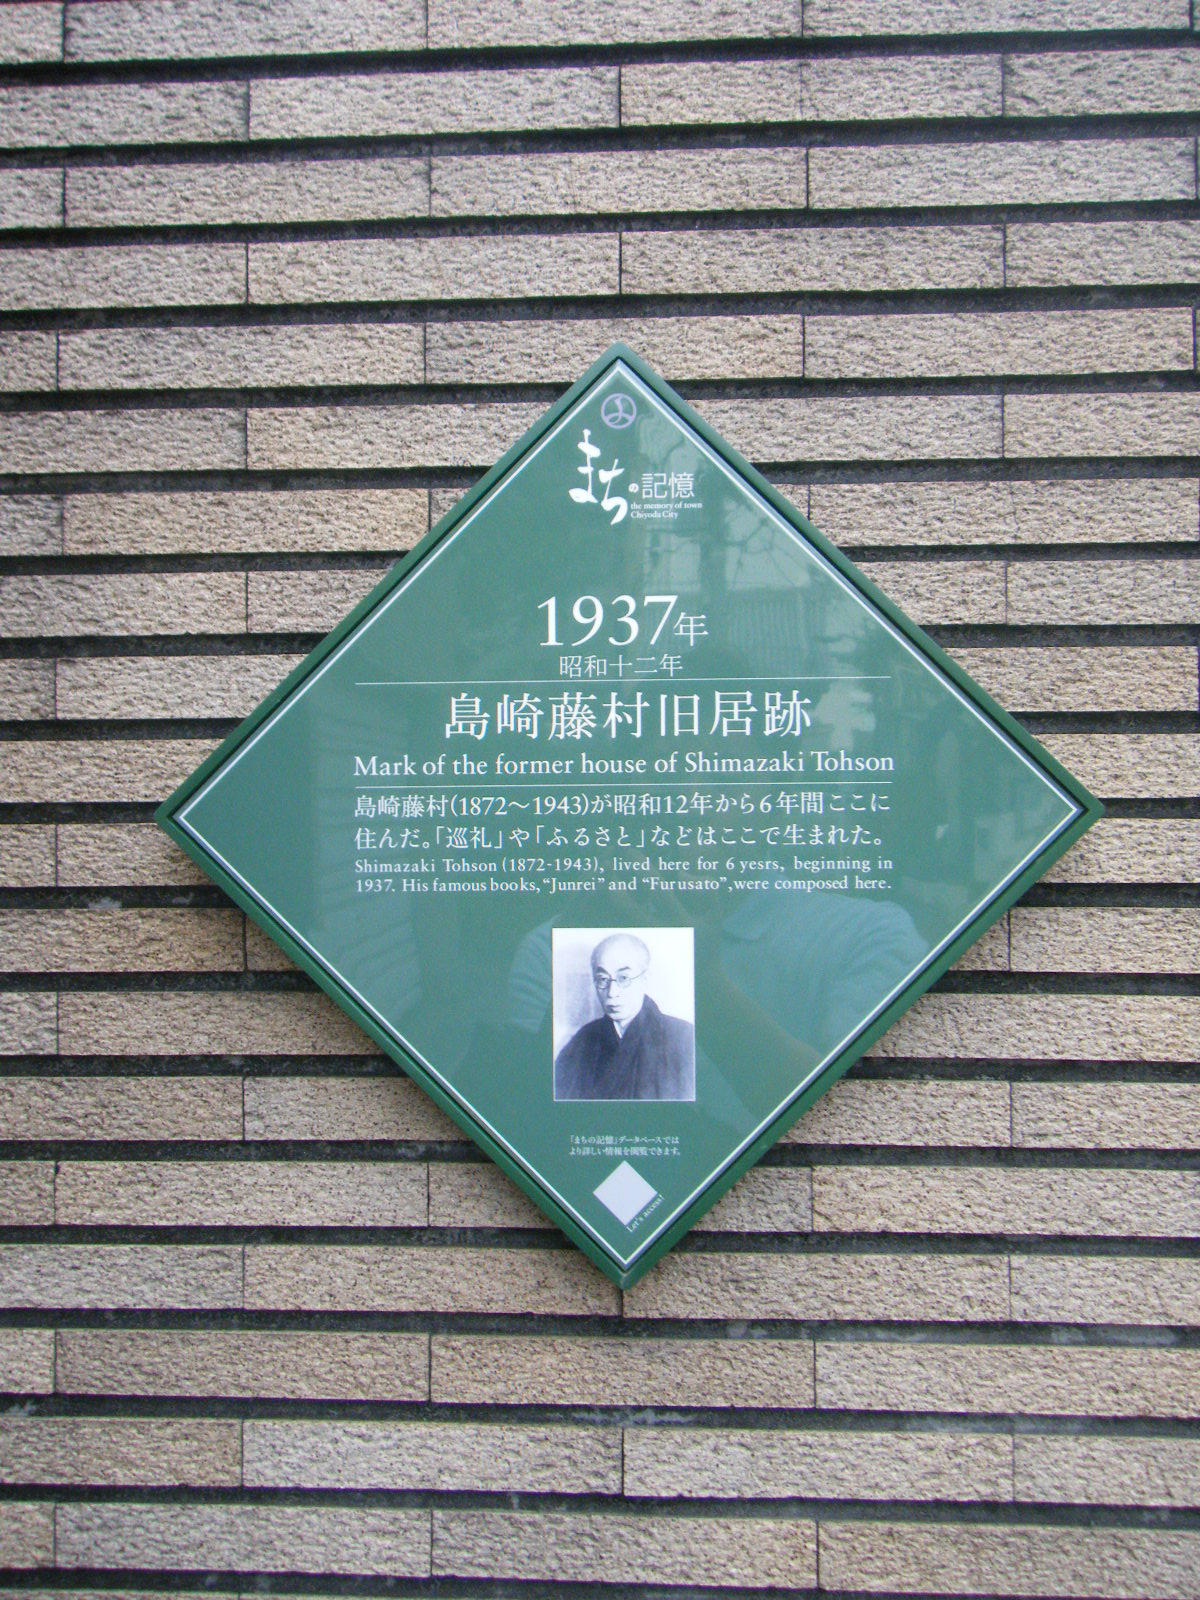 まちの記憶
the memory of town
Chiyoda City
1937年
昭和十二年
島崎藤村旧居跡
Mark of the former house of Shimazaki Tohson
島崎藤村(1872〜1943)が昭和12年から6年間ここに
住んだ。「巡礼」や「ふるさと」などはここで生まれた。
Shimazaki Tohson (1872-1943), lived here for 6 yesrs, beginning in
1937. His famous books, “Junrei” and “Furusato”, were composed here.
「まちの記憶」データベースでは
より詳しい情報を閲覧できます。
Let's access!